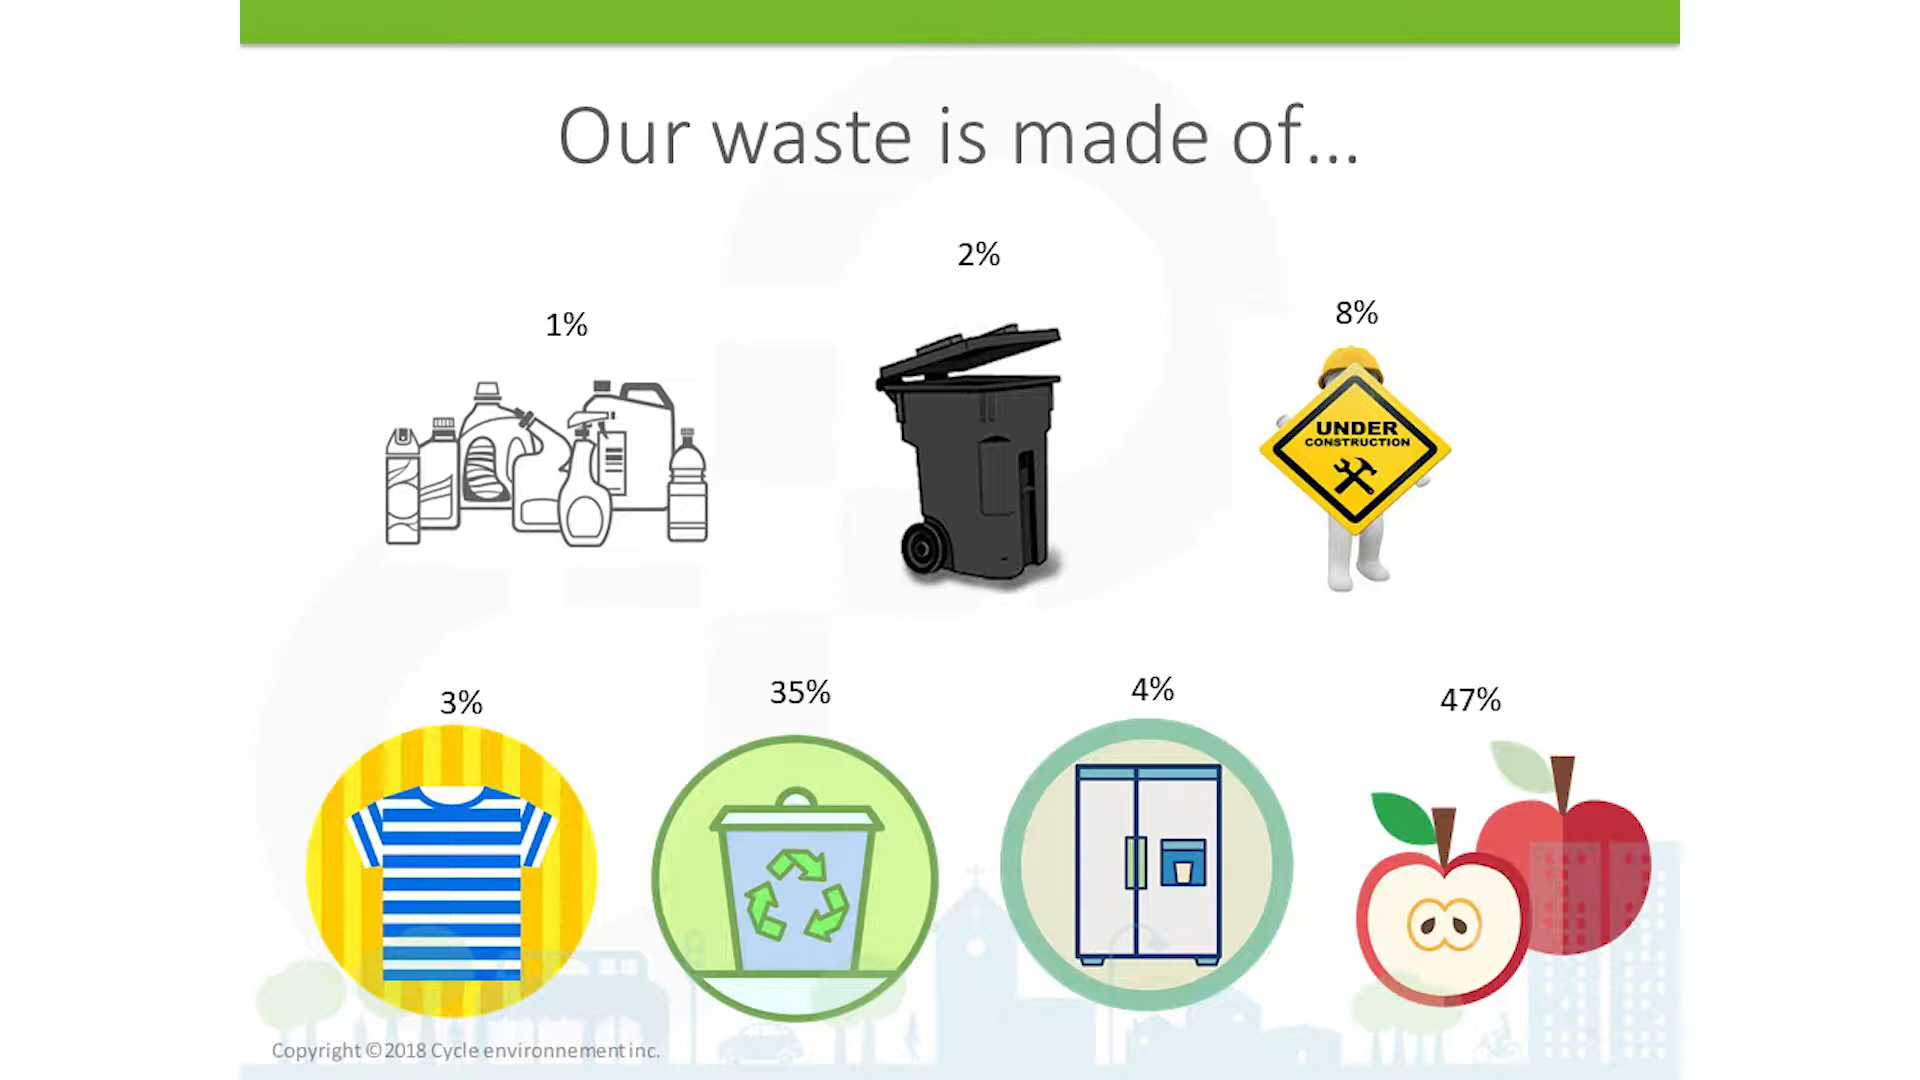 Our waste is made of...
2%
1%
8%
UNDER
CONSTRUCTION
3%
35%
4%
47%
Copyright ©2018 Cycle environnement inc.